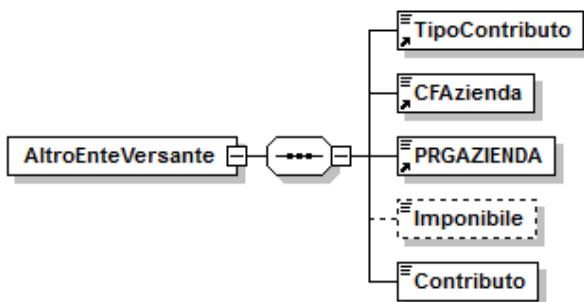 TipoContributo
CFAzienda
AltroEnteVersante
PRGAZIENDA
Imponibile
Contributo